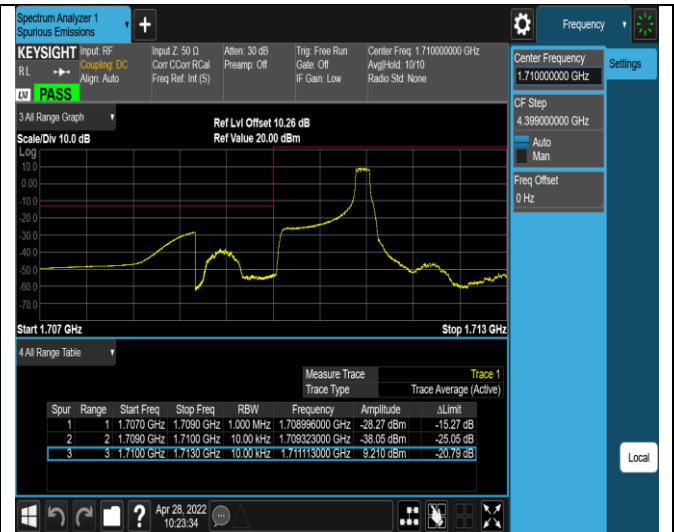 Spectrum Analyzer 1
Spurious Emissions
+
Frequency
KEYSIGHT
RL
LXI
PASS
Input: RF
Coupling: DC
Align: Auto
Input Z: 50 Ω
Corr CCorr RCal
Freq Ref: Int (S)
Atten: 30 dB
Preamp: Off
Trig: Free Run
Gate: Off
IF Gain: Low
Center Freq: 1.710000000 GHz
Avg|Hold: 10/10
Radio Std: None
Center Frequency
1.710000000 GHz
Settings
CF Step
4.399000000 GHz
Auto
Man
Freq Offset
0 Hz
3 All Range Graph
Scale/Div 10.0 dB
Ref Lvl Offset 10.26 dB
Ref Value 20.00 dBm
Log
10.0
0.00
-10.0
-20.0
-30.0
-40.0
-50.0
-60.0
-70.0
Start 1.707 GHz
Stop 1.713 GHz
4 All Range Table
Measure Trace Trace 1
Trace Type Trace Average (Active)
Spur Range Start Freq Stop Freq RBW Frequency Amplitude ΔLimit
1 1 1.7070 GHz 1.7090 GHz 1.000 MHz 1.708996000 GHz -28.27 dBm -15.27 dB
2 2 1.7090 GHz 1.7100 GHz 10.00 kHz 1.709323000 GHz -38.05 dBm -25.05 dB
3 3 1.7100 GHz 1.7130 GHz 10.00 kHz 1.711113000 GHz 9.210 dBm -20.79 dB
Local
?
Apr 28, 2022
10:23:34